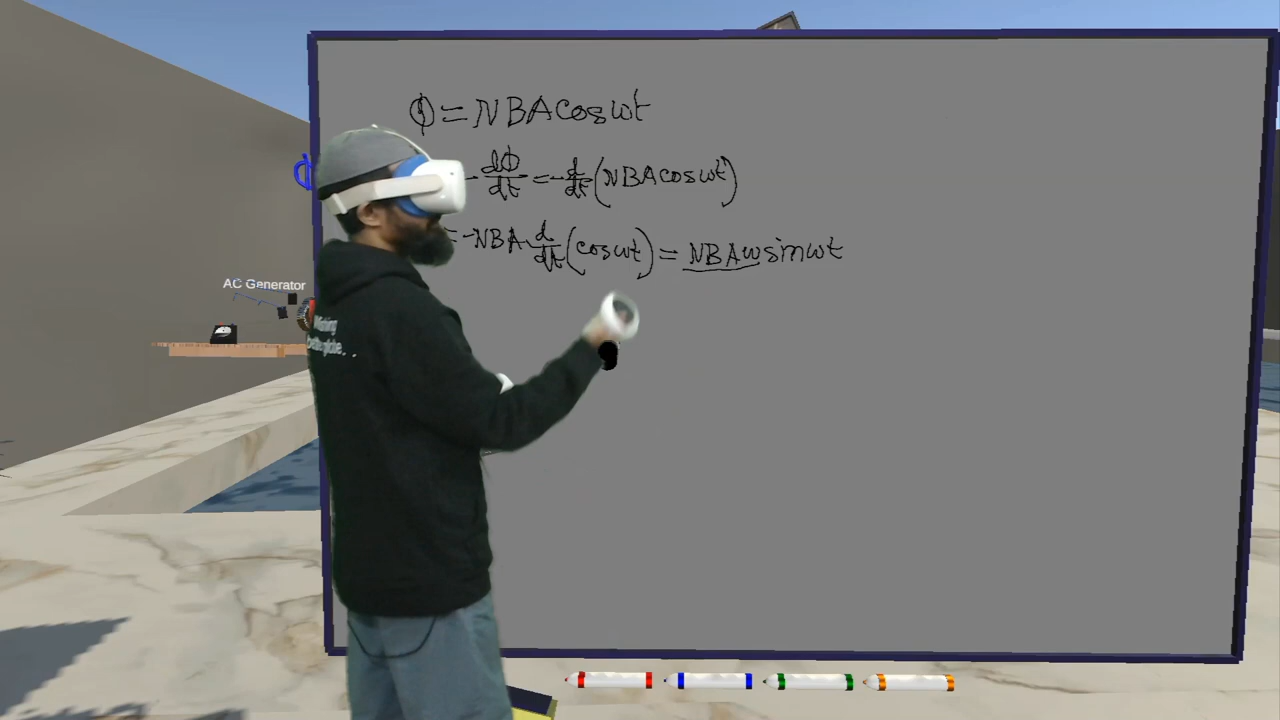 Φ = NBA cos ωt
- dΦ/dt = - d/dt (NBA cos ωt)
= -NBA · d/dt (cos ωt) = NBAω sin ωt
Φ
AC Generator